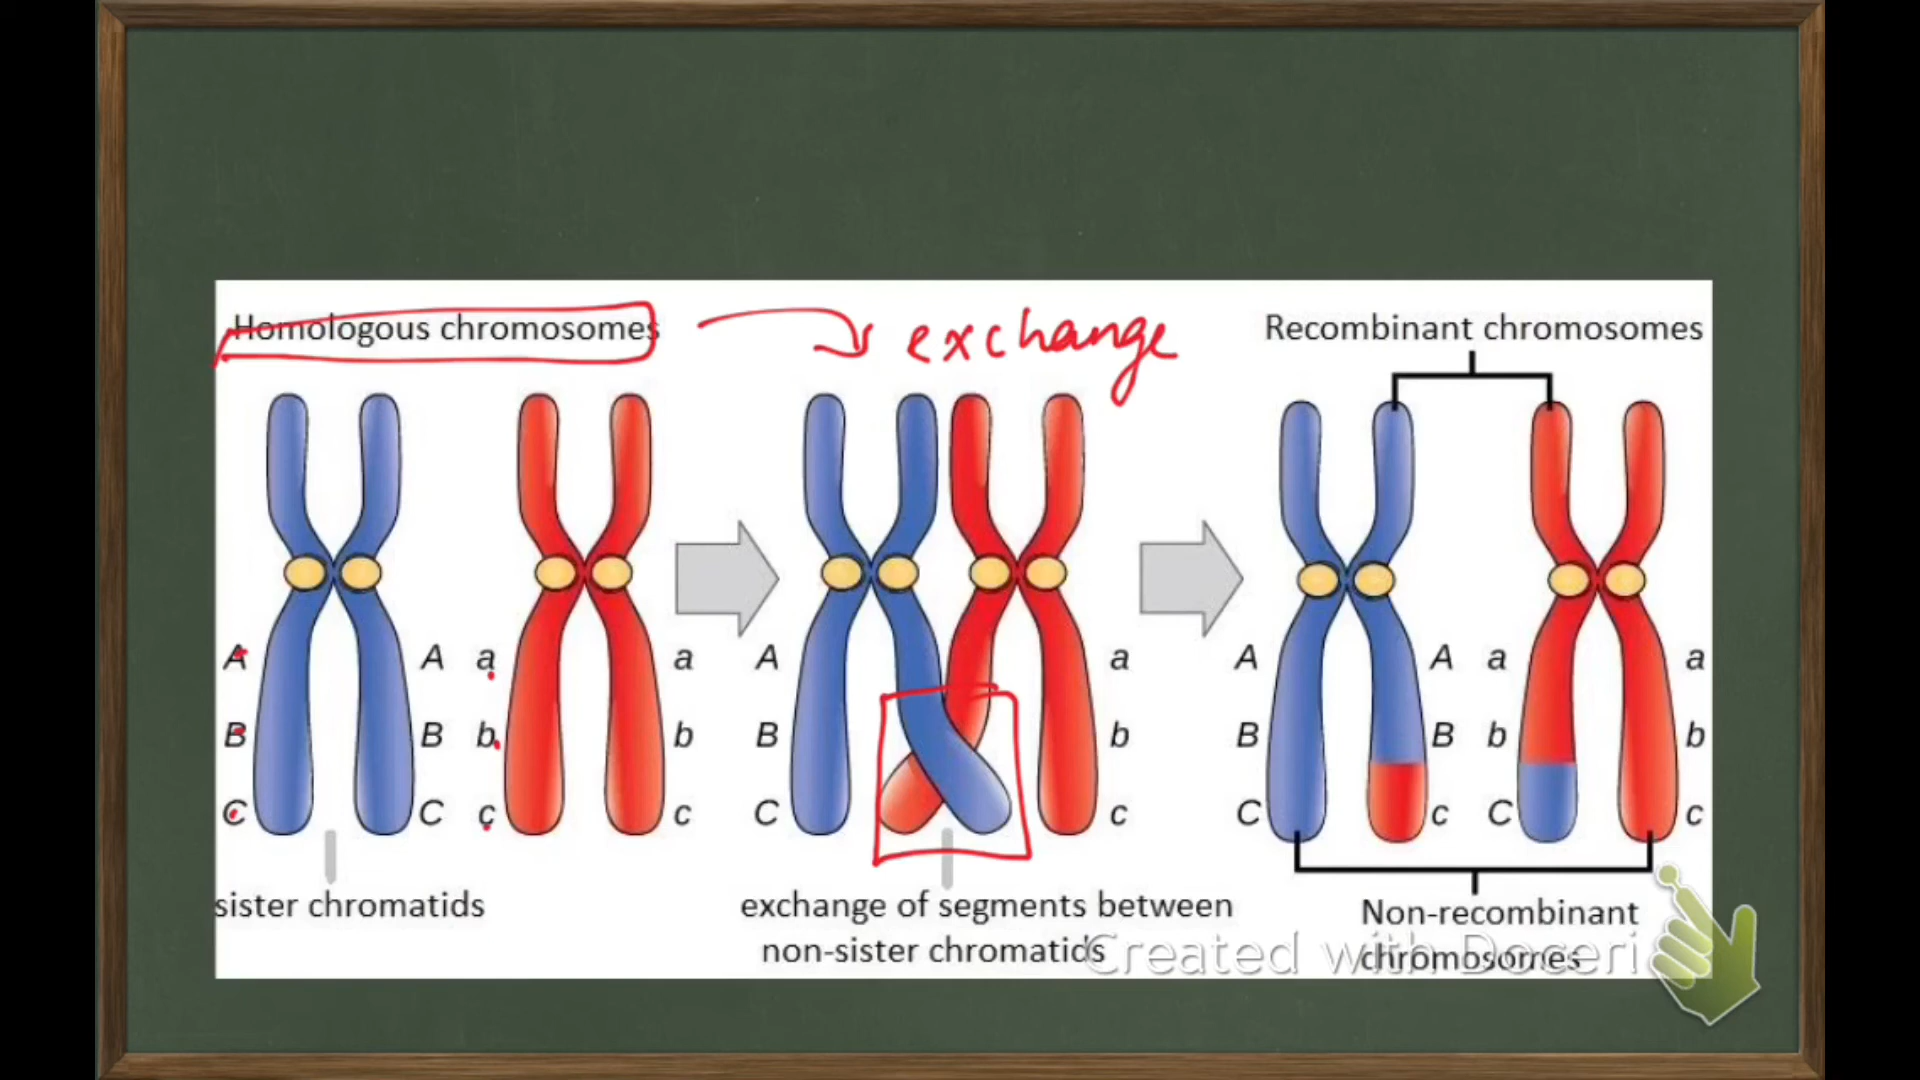 Homologous chromosomes
exchange
Recombinant chromosomes
A A a a A a A A a a
B B b b B b B B b b
C C c c C c C c C c
sister chromatids
exchange of segments between
non-sister chromatids
Non-recombinant
chromosomes
Created with Doceri